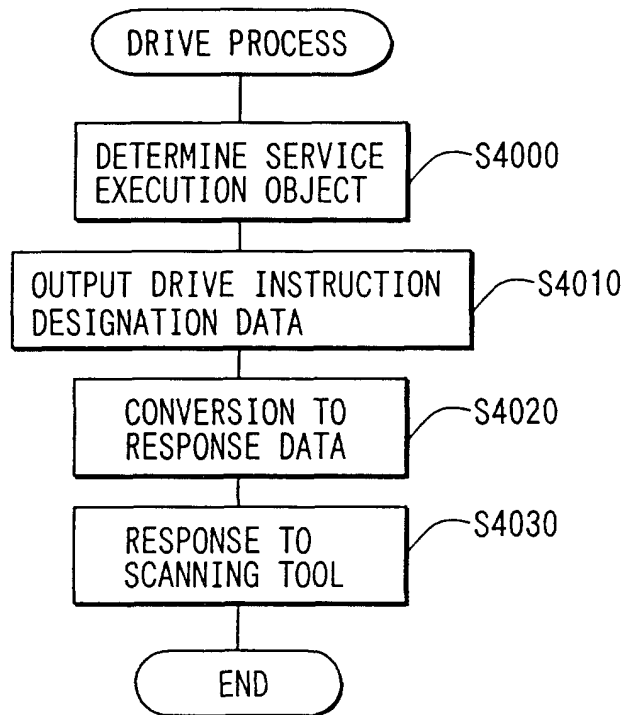 DRIVE PROCESS
DETERMINE SERVICE
EXECUTION OBJECT
S4000
OUTPUT DRIVE INSTRUCTION
DESIGNATION DATA
S4010
CONVERSION TO
RESPONSE DATA
S4020
RESPONSE TO
SCANNING TOOL
S4030
END